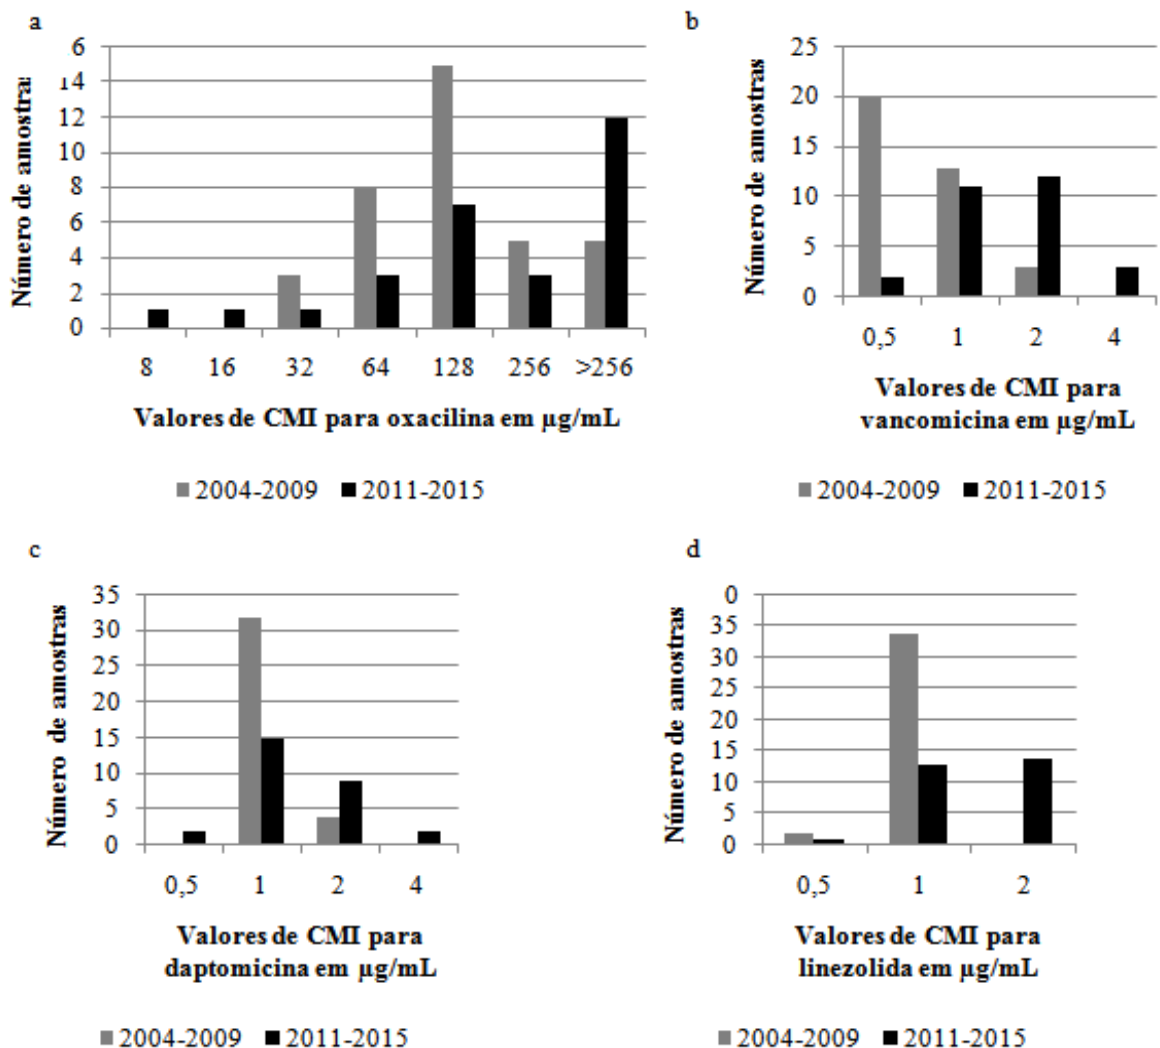 a
6
14
12
10
8
6
4
2
0
Número de amostra
8 16 32 64 128 256 >256
Valores de CMI para oxacilina em µg/mL
2004-2009 2011-2015
b
25
20
15
10
5
0
Número de amostras
0,5 1 2 4
Valores de CMI para
vancomicina em µg/mL
2004-2009 2011-2015
c
35
30
25
20
15
10
5
0
Número de amostras
0,5 1 2 4
Valores de CMI para
daptomicina em µg/mL
2004-2009 2011-2015
d
0
35
30
25
20
15
10
5
0
Número de amostras
0,5 1 2
Valores de CMI para
linezolida em µg/mL
2004-2009 2011-2015